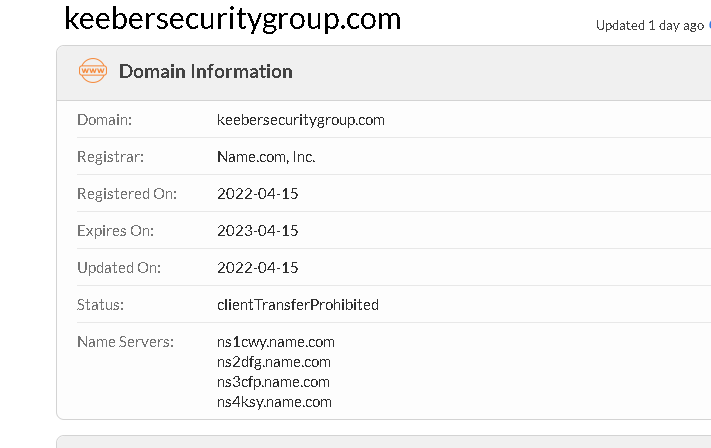 keebersecuritygroup.com
Updated 1 day ago
www
Domain Information
Domain: keebersecuritygroup.com
Registrar: Name.com, Inc.
Registered On: 2022-04-15
Expires On: 2023-04-15
Updated On: 2022-04-15
Status: clientTransferProhibited
Name Servers: ns1cwy.name.com
ns2dfg.name.com
ns3cfp.name.com
ns4ksy.name.com